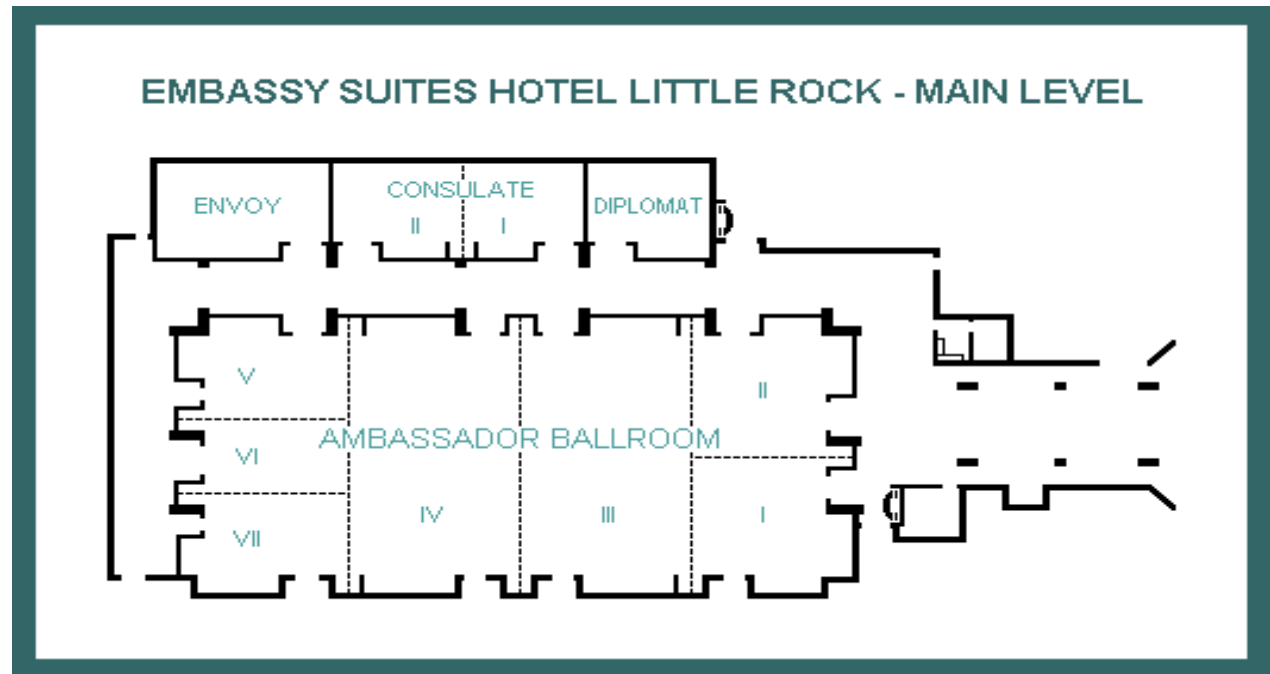 EMBASSY SUITES HOTEL LITTLE ROCK - MAIN LEVEL
ENVOY
CONSULATE
II
I
DIPLOMAT
V
II
AMBASSADOR BALLROOM
VI
IV
III
I
VII